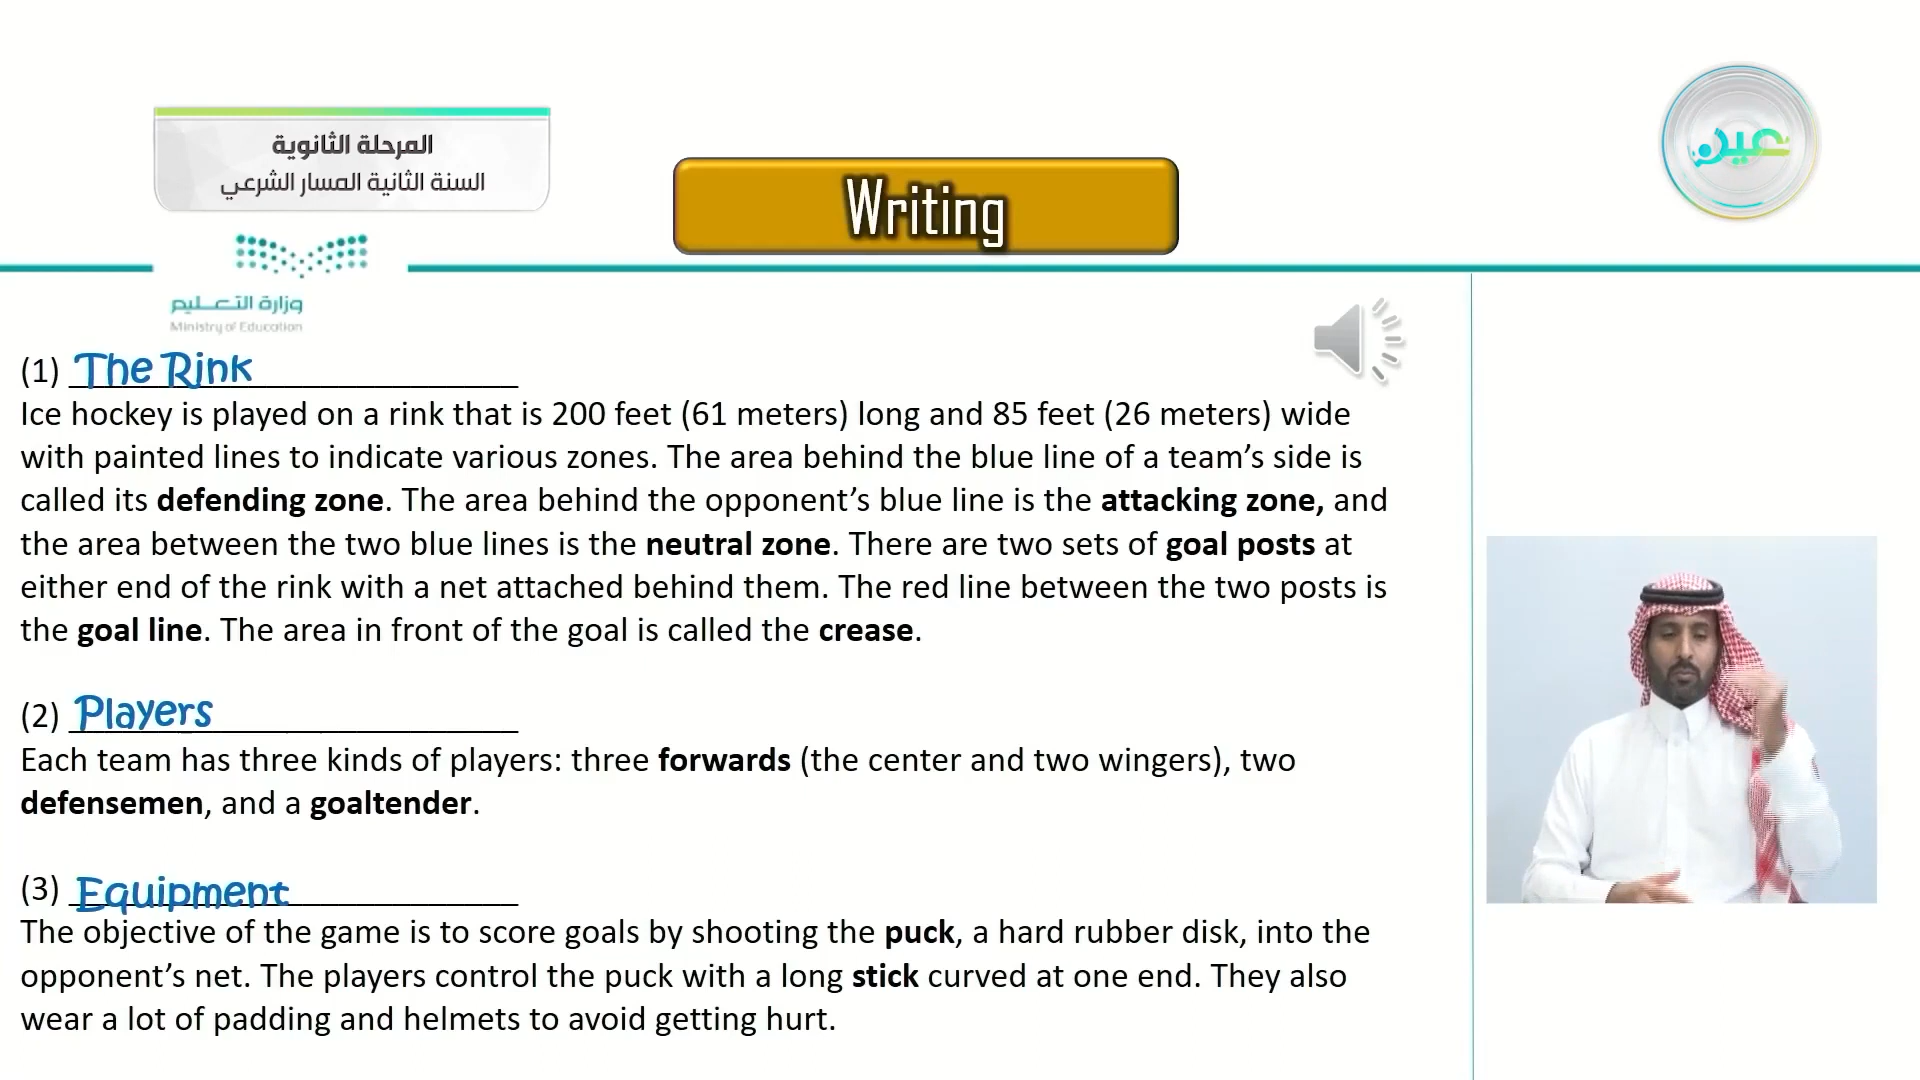 المرحلة الثانوية
السنة الثانية المسار الشرعي
عين
Writing
وزارة التعليم
Ministry of Education
(1) The Rink
Ice hockey is played on a rink that is 200 feet (61 meters) long and 85 feet (26 meters) wide
with painted lines to indicate various zones. The area behind the blue line of a team’s side is
called its defending zone. The area behind the opponent’s blue line is the attacking zone, and
the area between the two blue lines is the neutral zone. There are two sets of goal posts at
either end of the rink with a net attached behind them. The red line between the two posts is
the goal line. The area in front of the goal is called the crease.
(2) Players
Each team has three kinds of players: three forwards (the center and two wingers), two
defensemen, and a goaltender.
(3) Equipment
The objective of the game is to score goals by shooting the puck, a hard rubber disk, into the
opponent’s net. The players control the puck with a long stick curved at one end. They also
wear a lot of padding and helmets to avoid getting hurt.